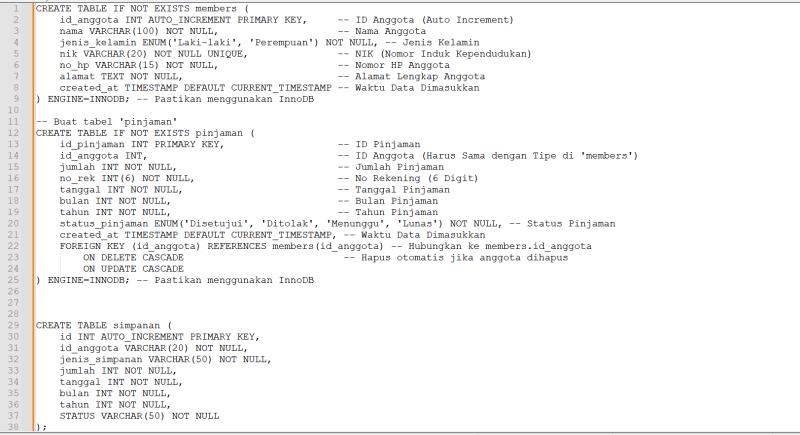 1 CREATE TABLE IF NOT EXISTS members (
2 id_anggota INT AUTO_INCREMENT PRIMARY KEY, -- ID Anggota (Auto Increment)
3 nama VARCHAR(100) NOT NULL, -- Nama Anggota
4 jenis_kelamin ENUM('Laki-laki', 'Perempuan') NOT NULL, -- Jenis Kelamin
5 nik VARCHAR(20) NOT NULL UNIQUE, -- NIK (Nomor Induk Kependudukan)
6 no_hp VARCHAR(15) NOT NULL, -- Nomor HP Anggota
7 alamat TEXT NOT NULL, -- Alamat Lengkap Anggota
8 created_at TIMESTAMP DEFAULT CURRENT_TIMESTAMP -- Waktu Data Dimasukkan
9 ) ENGINE=INNODB; -- Pastikan menggunakan InnoDB
10
11 -- Buat tabel 'pinjaman'
12 CREATE TABLE IF NOT EXISTS pinjaman (
13 id_pinjaman INT PRIMARY KEY, -- ID Pinjaman
14 id_anggota INT, -- ID Anggota (Harus Sama dengan Tipe di 'members')
15 jumlah INT NOT NULL, -- Jumlah Pinjaman
16 no_rek INT(6) NOT NULL, -- No Rekening (6 Digit)
17 tanggal INT NOT NULL, -- Tanggal Pinjaman
18 bulan INT NOT NULL, -- Bulan Pinjaman
19 tahun INT NOT NULL, -- Tahun Pinjaman
20 status_pinjaman ENUM('Disetujui', 'Ditolak', 'Menunggu', 'Lunas') NOT NULL, -- Status Pinjaman
21 created_at TIMESTAMP DEFAULT CURRENT_TIMESTAMP, -- Waktu Data Dimasukkan
22 FOREIGN KEY (id_anggota) REFERENCES members(id_anggota) -- Hubungkan ke members.id_anggota
23 ON DELETE CASCADE -- Hapus otomatis jika anggota dihapus
24 ON UPDATE CASCADE
25 ) ENGINE=INNODB; -- Pastikan menggunakan InnoDB
26
27
28
29 CREATE TABLE simpanan (
30 id INT AUTO_INCREMENT PRIMARY KEY,
31 id_anggota VARCHAR(20) NOT NULL,
32 jenis_simpanan VARCHAR(50) NOT NULL,
33 jumlah INT NOT NULL,
34 tanggal INT NOT NULL,
35 bulan INT NOT NULL,
36 tahun INT NOT NULL,
37 STATUS VARCHAR(50) NOT NULL
38 );